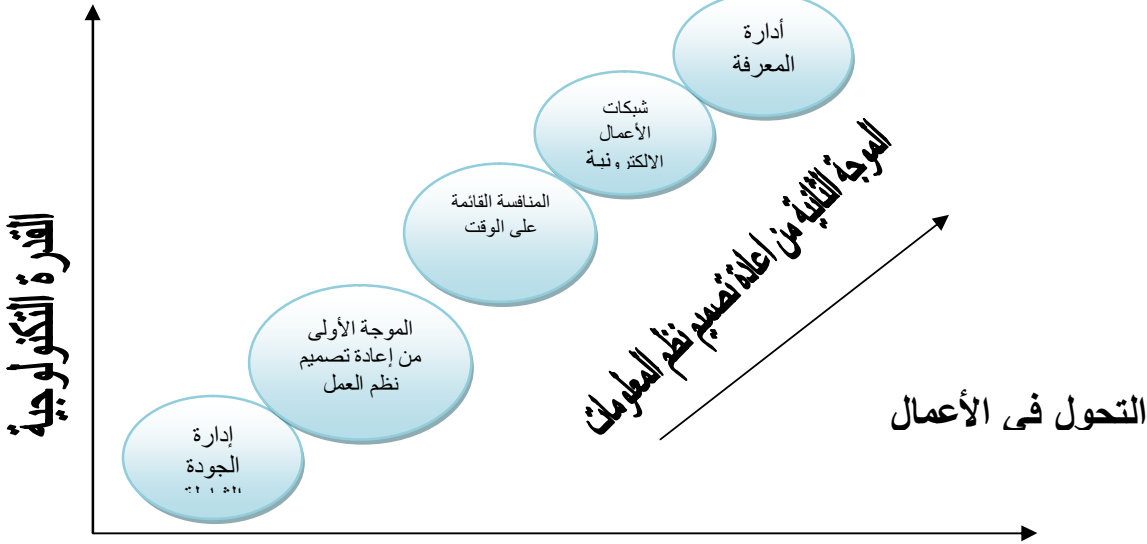 أدارة
المعرفة
شبكات
الأعمال
الالكترونية
المنافسة القائمة
على الوقت
الموجة الأولى
من إعادة تصميم
نظم العمل
إدارة
الجودة
الموجة الثانية من اعادة تصميم نظم المعلومات
القدرة التكنولوجية
التحول في الأعمال